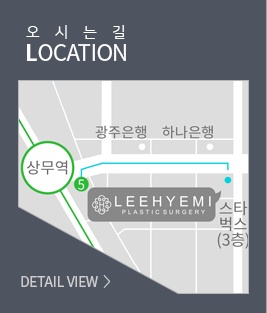 오 시 는 길
LOCATION
광주은행 하나은행
상무역
5
LEEHYEMI
PLASTIC SURGERY
스타
벅스
(3층)
DETAIL VIEW >